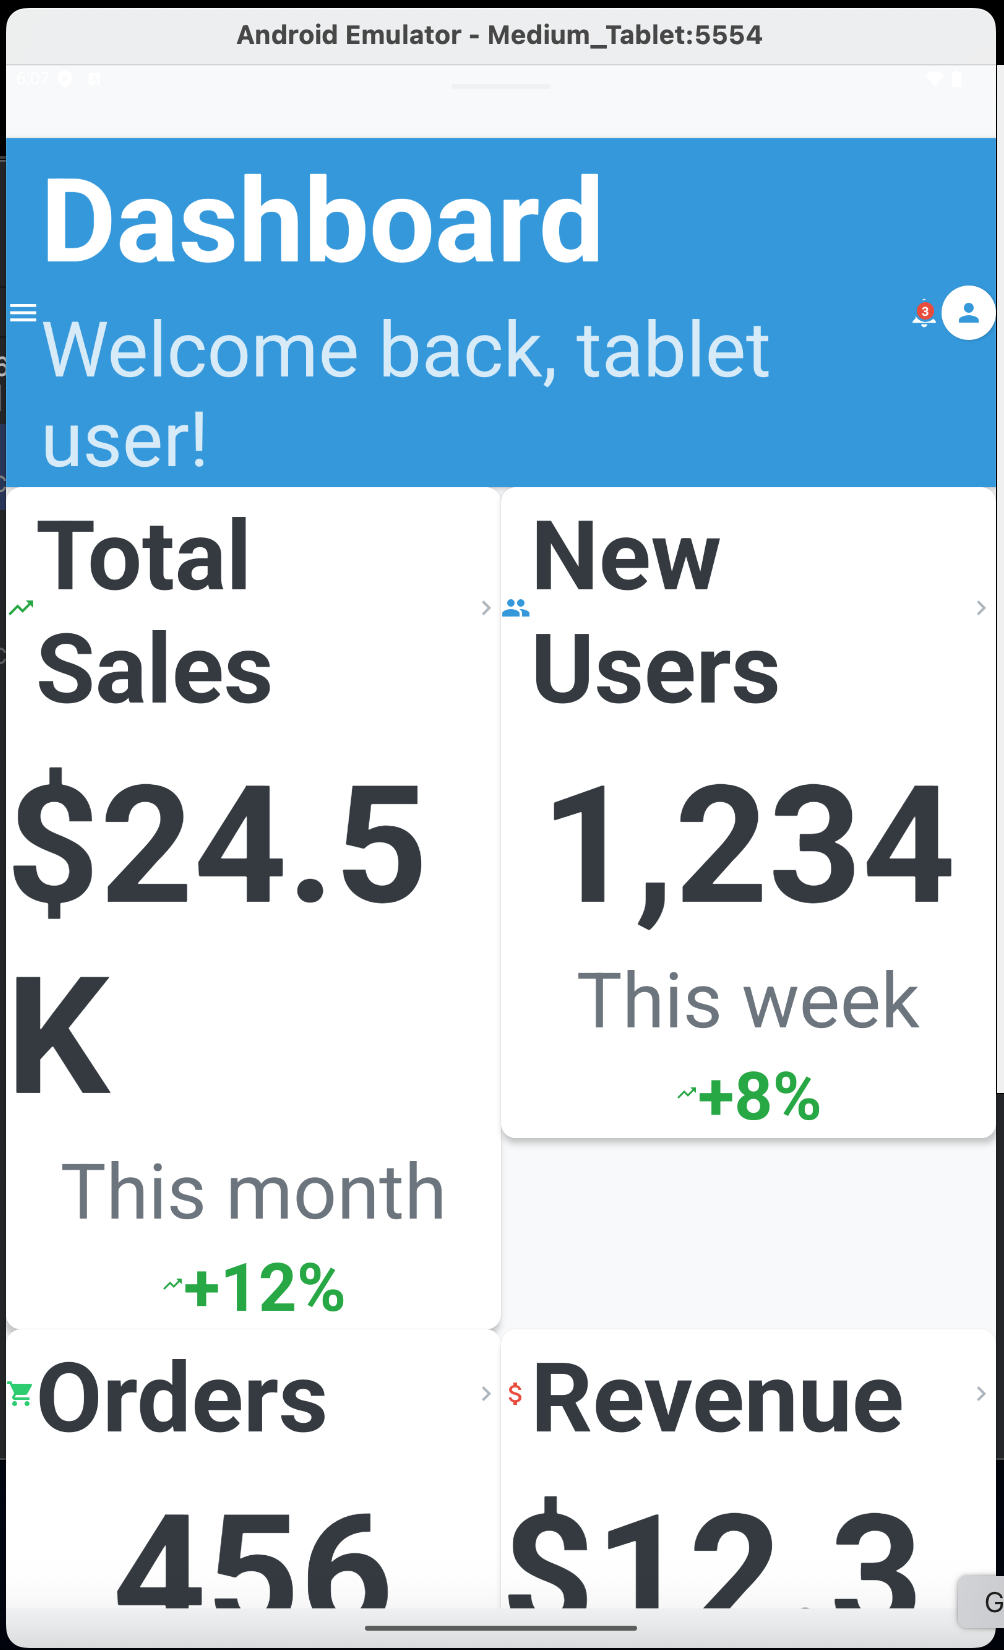 Android Emulator - Medium_Tablet:5554
6:07
Dashboard
3
Welcome back, tablet
user!
Total
Sales
$24.5
K
This month
+12%
New
Users
1,234
This week
+8%
Orders
456
$ Revenue
$12.3
G